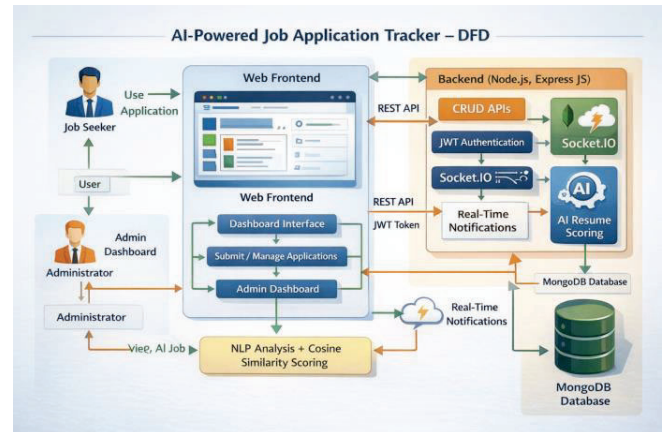 AI-Powered Job Application Tracker – DFD
Use
Application
Job Seeker
User
Admin
Dashboard
Administrator
Administrator
Web Frontend
Web Frontend
Dashboard Interface
Submit / Manage Applications
Admin Dashboard
REST API
REST API
JWT Token
Backend (Node.js, Express JS)
CRUD APIs
JWT Authentication
Socket.IO
Socket.IO
Real-Time
Notifications
AI
AI Resume
Scoring
MongoDB Database
Real-Time
Notifications
AI Job
NLP Analysis + Cosine
Similarity Scoring
MongoDB
Database